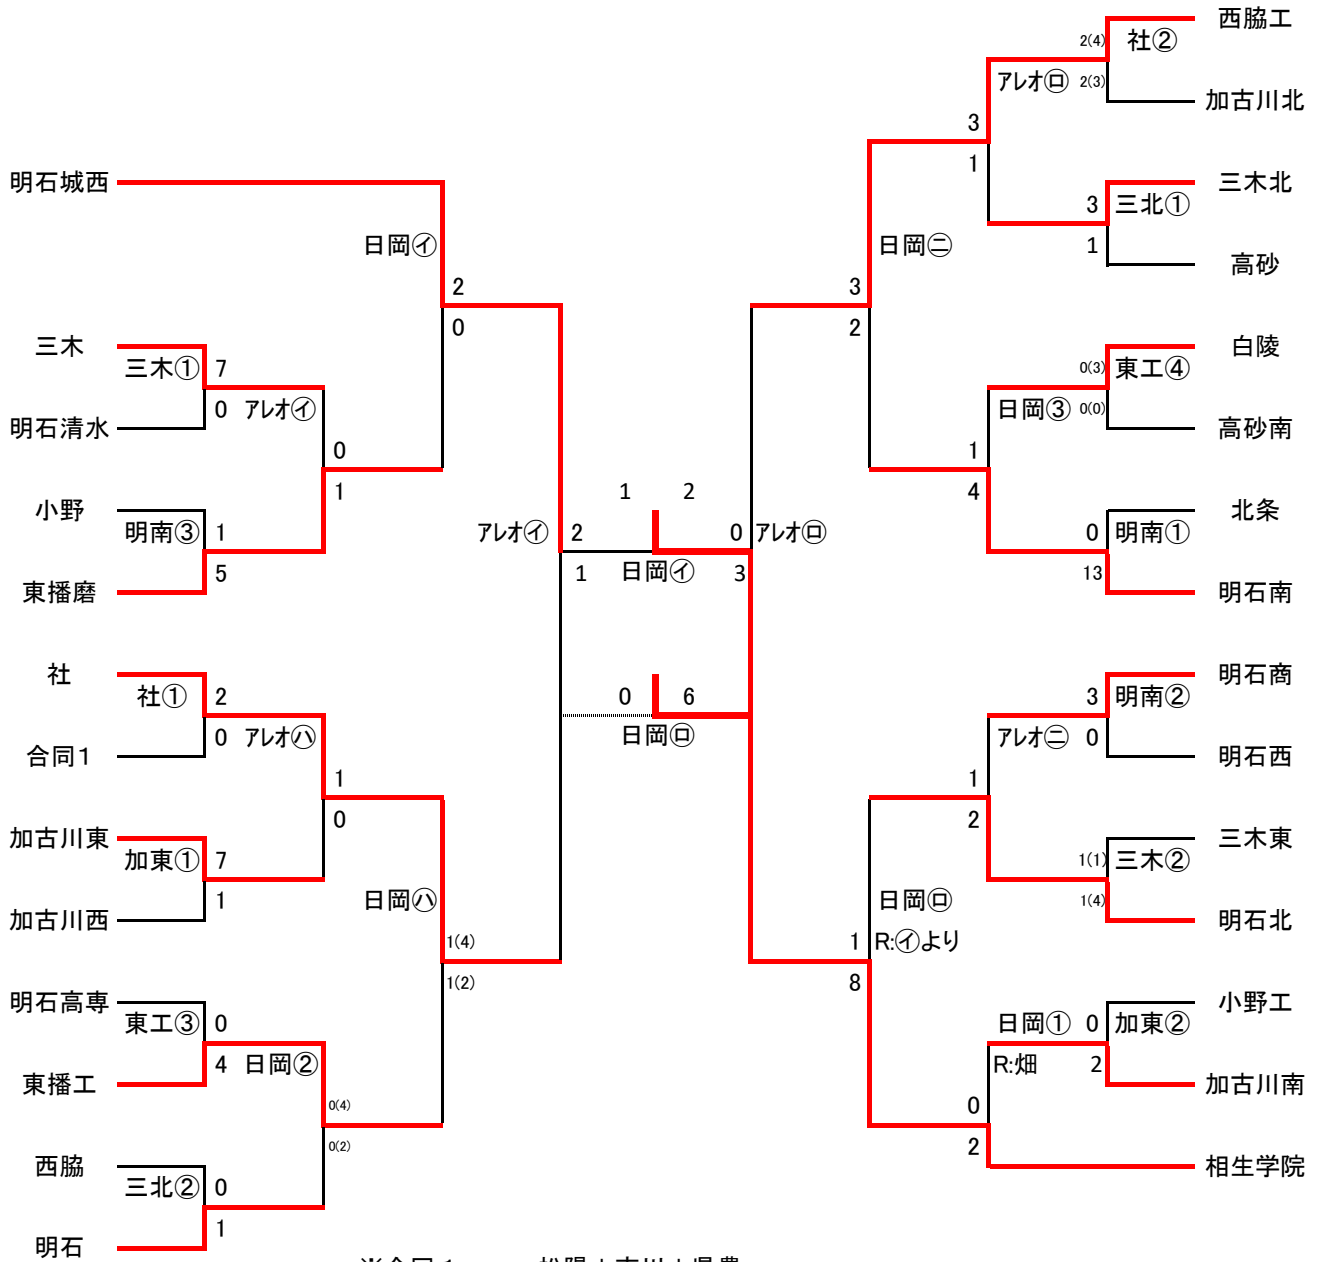 明石城西
日岡㋑
2
0
三木
三木①
7
明石清水
0
アレオ㋑
0
1
小野
明南③
1
東播磨
5
社
社①
2
合同1
0
アレオ㋩
1
0
加古川東
加東①
7
加古川西
1
日岡㋩
1(4)
1(2)
明石高専
東工③
0
東播工
4
日岡②
0(4)
0(2)
西脇
三北②
0
明石
1
アレオ㋑
2
1
1 2
日岡㋑
0 6
日岡㋺
0
アレオ㋺
3
西脇工
2(4)
社②
アレオ㋺
2(3)
加古川北
3
1
三木北
3
三北①
1
高砂
日岡㋥
3
2
白陵
0(3)
東工④
日岡③
0(0)
高砂南
1
4
北条
0
明南①
13
明石南
明石商
3
明南②
アレオ㋥
0
明石西
1
2
三木東
1(1)
三木②
1(4)
明石北
日岡㋺
1
R:㋑より
8
小野工
日岡①
0
加東②
R:畑
2
加古川南
0
2
相生学院